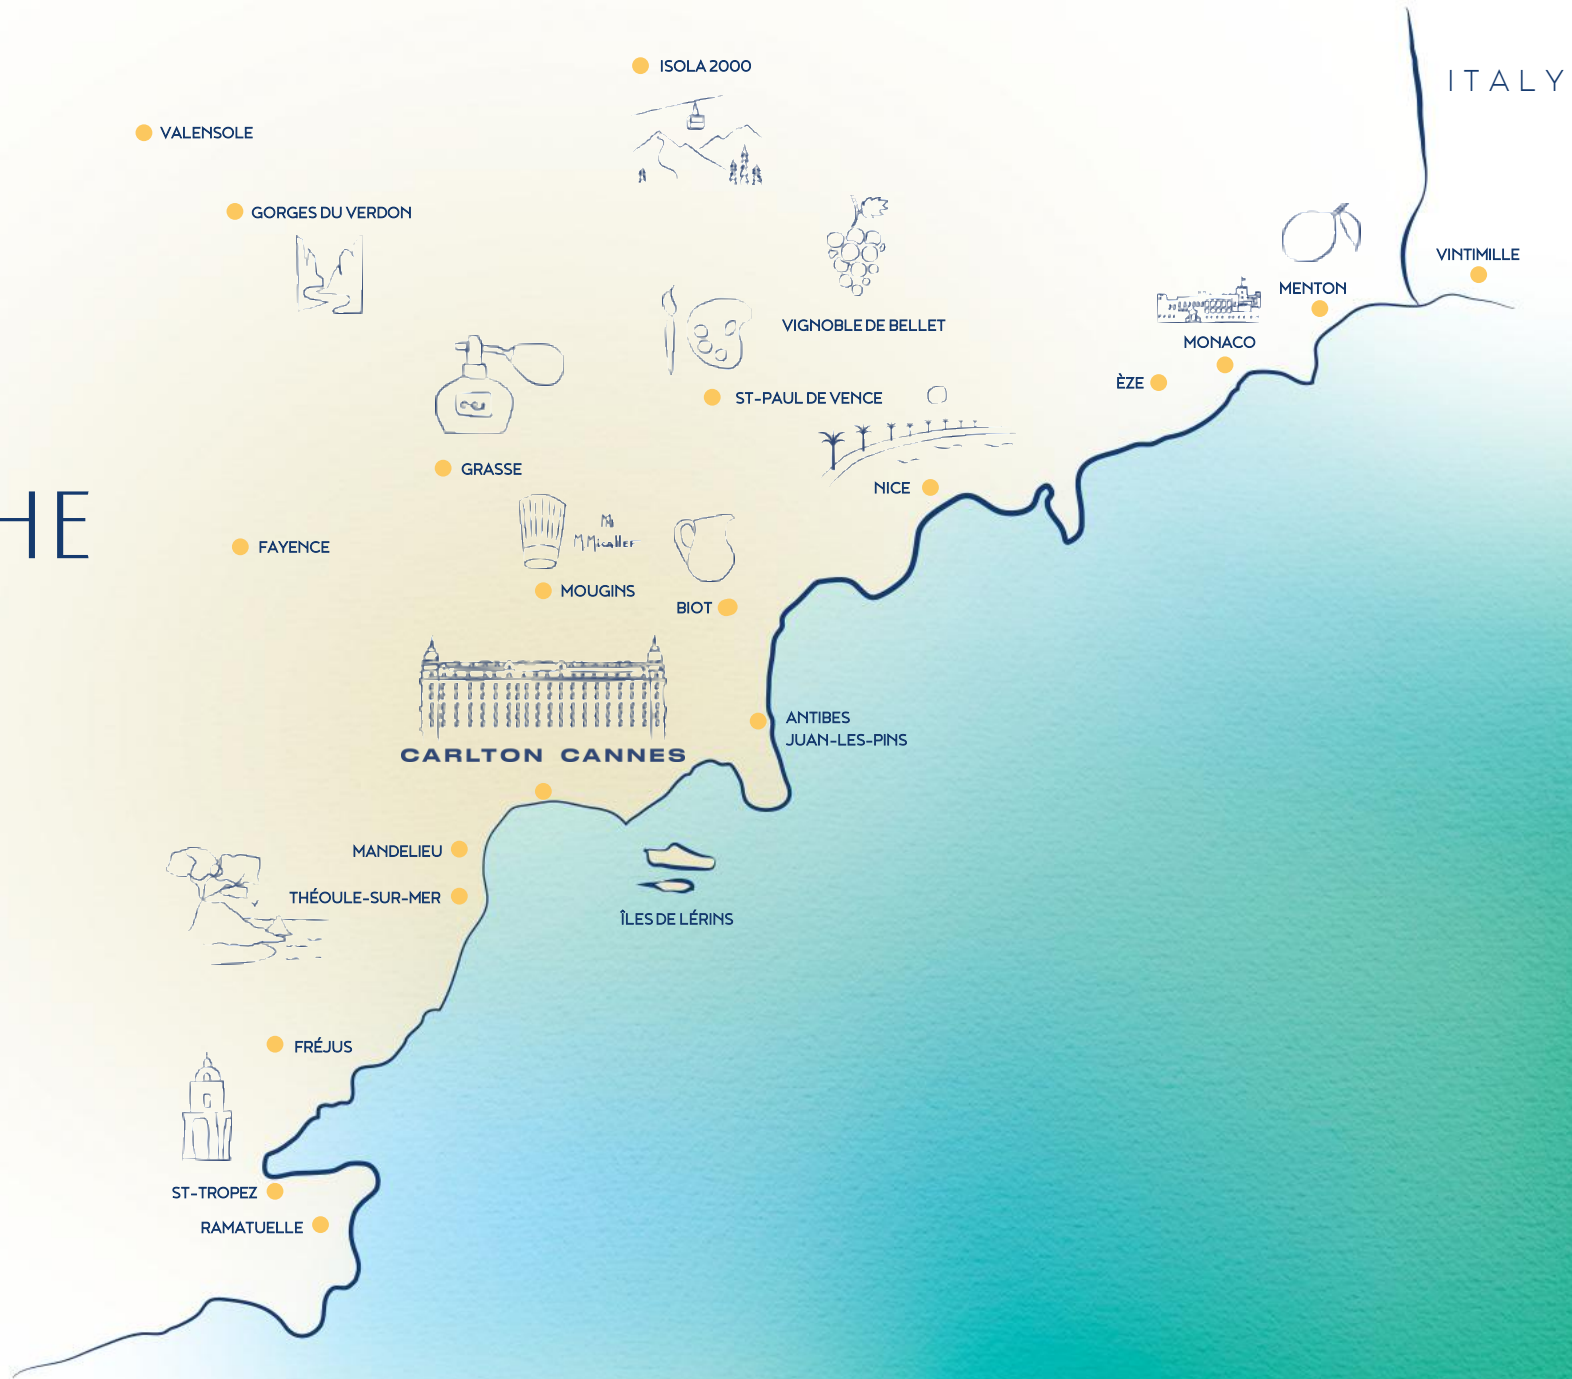 ISOLA 2000
ITALY
VALENSOLE
GORGES DU VERDON
VINTIMILLE
MENTON
VIGNOBLE DE BELLET
MONACO
ÈZE
ST-PAUL DE VENCE
GRASSE
NICE
HE
M.Micallef
FAYENCE
MOUGINS
BIOT
ANTIBES
JUAN-LES-PINS
CARLTON CANNES
MANDELIEU
THÉOULE-SUR-MER
ÎLES DE LÉRINS
FRÉJUS
ST-TROPEZ
RAMATUELLE